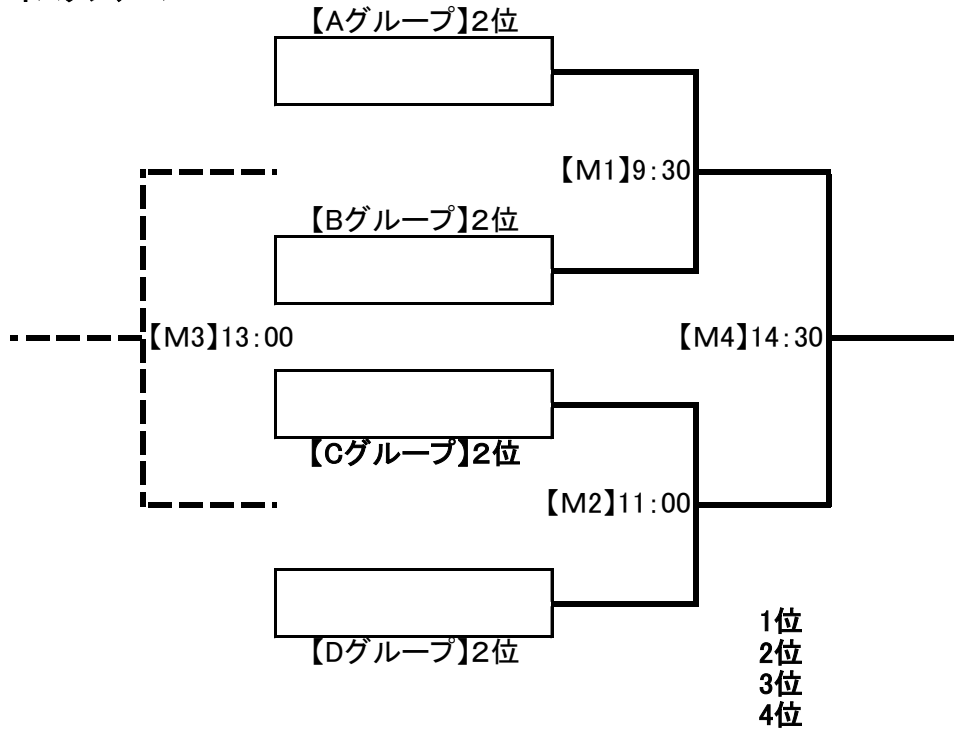 【Aグループ】2位
【M1】9:30
【Bグループ】2位
【M3】13:00
【M4】14:30
【Cグループ】2位
【M2】11:00
【Dグループ】2位
1位
2位
3位
4位